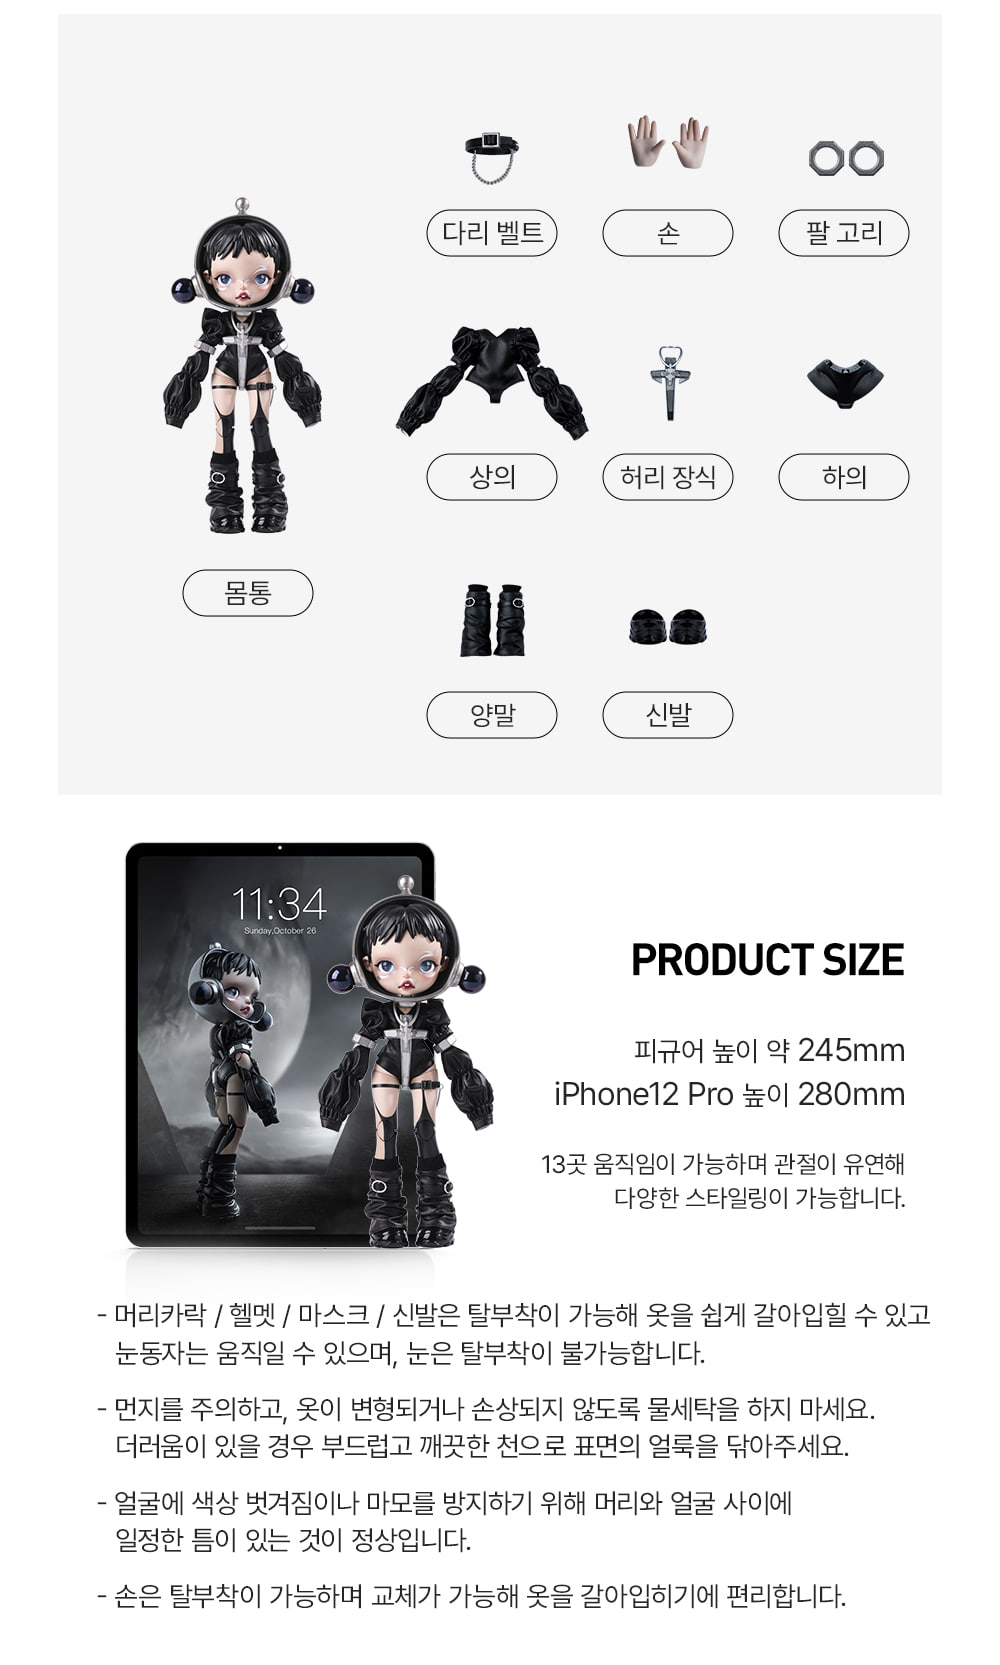 다리 벨트
손
팔 고리
상의
허리 장식
하의
몸통
양말
신발
11:34
Sunday,October 26
PRODUCT SIZE
피규어 높이 약 245mm
iPhone12 Pro 높이 280mm
13곳 움직임이 가능하며 관절이 유연해
다양한 스타일링이 가능합니다.
- 머리카락 / 헬멧 / 마스크 / 신발은 탈부착이 가능해 옷을 쉽게 갈아입힐 수 있고
눈동자는 움직일 수 있으며, 눈은 탈부착이 불가능합니다.
- 먼지를 주의하고, 옷이 변형되거나 손상되지 않도록 물세탁을 하지 마세요.
더러움이 있을 경우 부드럽고 깨끗한 천으로 표면의 얼룩을 닦아주세요.
- 얼굴에 색상 벗겨짐이나 마모를 방지하기 위해 머리와 얼굴 사이에
일정한 틈이 있는 것이 정상입니다.
- 손은 탈부착이 가능하며 교체가 가능해 옷을 갈아입히기에 편리합니다.